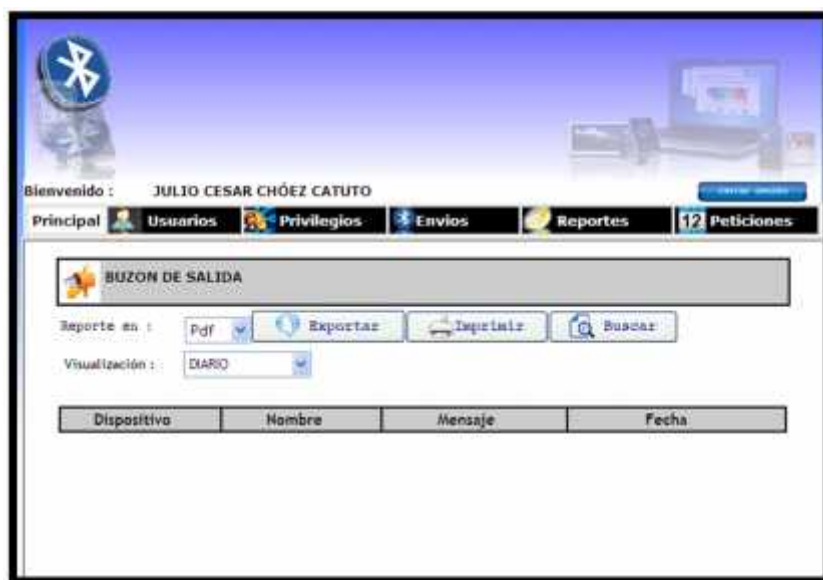 Bienvenido : JULIO CESAR CHÓEZ CATUTO
Principal Usuarios Privilegios Envios Reportes 12 Peticiones
BUZON DE SALIDA
Reporte en : Pdf Exportar Imprimir Buscar
Visualización : DIARIO
Dispositivo Nombre Mensaje Fecha